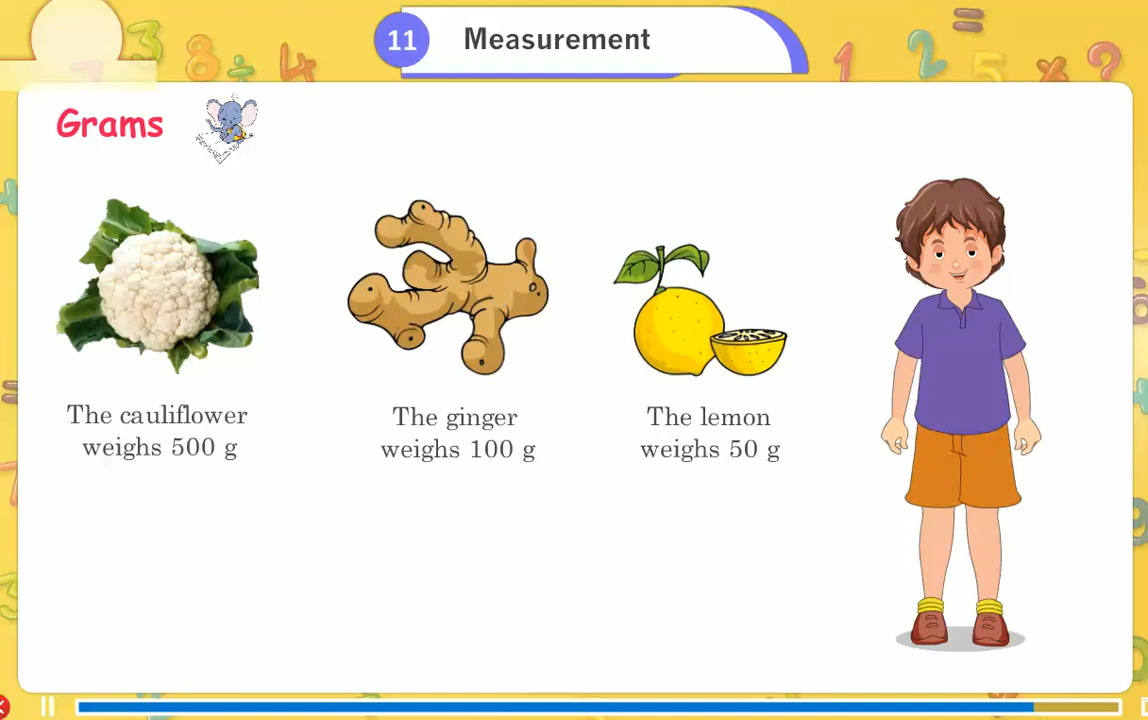 11
Measurement
Grams
The cauliflower
weighs 500 g
The ginger
weighs 100 g
The lemon
weighs 50 g